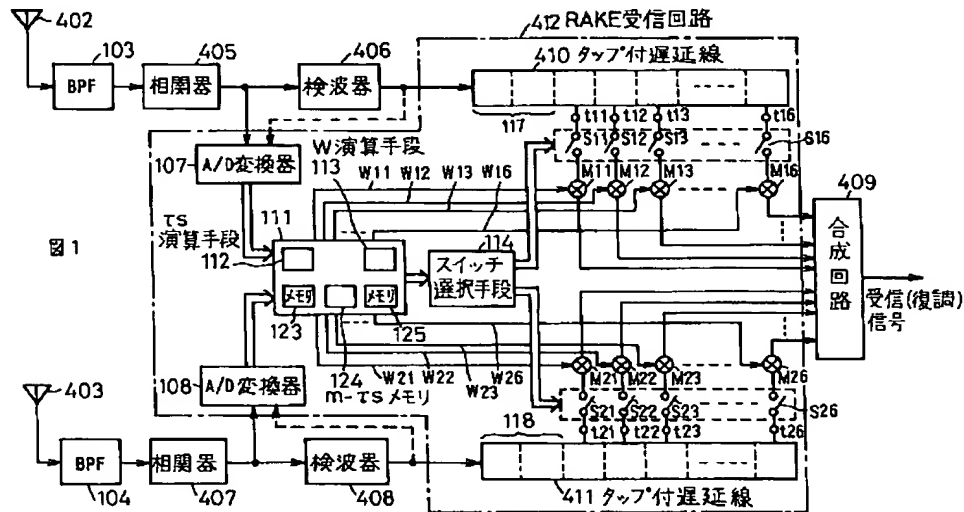 402
403
103
BPF
405
相関器
406
検波器
412 RAKE受信回路
410 タップ付遅延線
117
t11 t12 t13 t16
S11 S12 S13 S16
M11 M12 M13 M16
107
A/D変換器
W演算手段
113
W11 W12 W13 W16
τS
演算手段
111
112
114
スイッチ
選択手段
409
合成回路
受信(復調)
信号
図1
メモリ
メモリ
123
124
125
m-τS メモリ
W21 W22 W23 W26
108
A/D変換器
M21 M22 M23 M26
S21 S22 S23 S26
t21 t22 t23 t26
118
BPF
104
相関器
407
検波器
408
411 タップ付遅延線